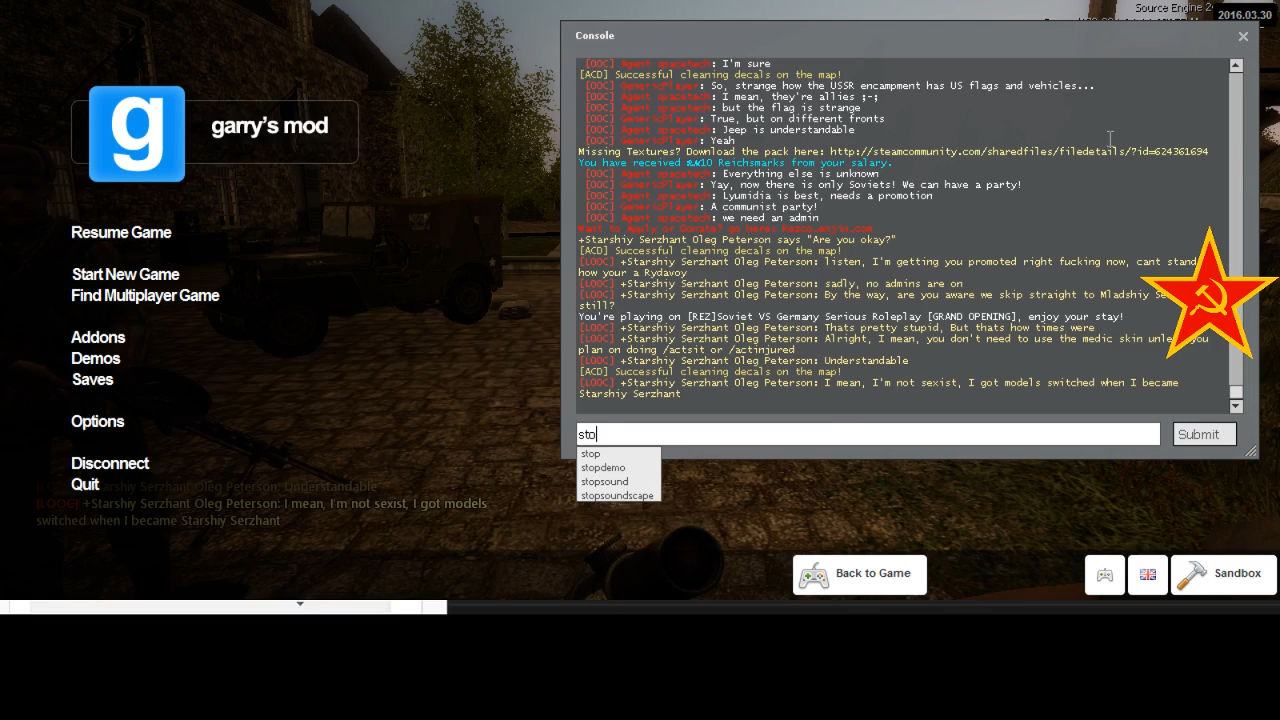 Source Engine 2
2016.03.30
g
garry's mod
Resume Game
Start New Game
Find Multiplayer Game
Addons
Demos
Saves
Options
Disconnect
Quit
Starshiy Serzhant Oleg Peterson: Understandable
[LOOC] +Starshiy Serzhant Oleg Peterson: I mean, I'm not sexist, I got models
switched when I became Starshiy Serzhant
Console
[OOC] Agent spacetech: I'm sure
[ACD] Successful cleaning decals on the map!
[OOC] GenericPlayer: So, strange how the USSR encampment has US flags and vehicles...
[OOC] Agent spacetech: I mean, they're allies ;-;
[OOC] Agent spacetech: but the flag is strange
[OOC] GenericPlayer: True, but on different fronts
[OOC] Agent spacetech: Jeep is understandable
[OOC] GenericPlayer: Yeah
Missing Textures? Download the pack here: http://steamcommunity.com/sharedfiles/filedetails/?id=624361694
You have received ℛℳ10 Reichsmarks from your salary.
[OOC] Agent spacetech: Everything else is unknown
[OOC] GenericPlayer: Yay, now there is only Soviets! We can have a party!
[OOC] Agent spacetech: Lyumidia is best, needs a promotion
[OOC] GenericPlayer: A communist party!
[OOC] Agent spacetech: we need an admin
Want to Apply or Donate? go here: Rezco.enjin.com
+Starshiy Serzhant Oleg Peterson says "Are you okay?"
[ACD] Successful cleaning decals on the map!
[LOOC] +Starshiy Serzhant Oleg Peterson: listen, I'm getting you promoted right fucking now, cant stand
how your a Rydavoy
[LOOC] +Starshiy Serzhant Oleg Peterson: sadly, no admins are on
[LOOC] +Starshiy Serzhant Oleg Peterson: By the way, are you aware we skip straight to Mladshiy Se
still?
You're playing on [REZ]Soviet VS Germany Serious Roleplay [GRAND OPENING], enjoy your stay!
[LOOC] +Starshiy Serzhant Oleg Peterson: Thats pretty stupid, But thats how times were
[LOOC] +Starshiy Serzhant Oleg Peterson: Alright, I mean, you don't need to use the medic skin unless you
plan on doing /actsit or /actinjured
[LOOC] +Starshiy Serzhant Oleg Peterson: Understandable
[ACD] Successful cleaning decals on the map!
[LOOC] +Starshiy Serzhant Oleg Peterson: I mean, I'm not sexist, I got models switched when I became
Starshiy Serzhant
sto
Submit
stop
stopdemo
stopsound
stopsoundscape
Back to Game
Sandbox